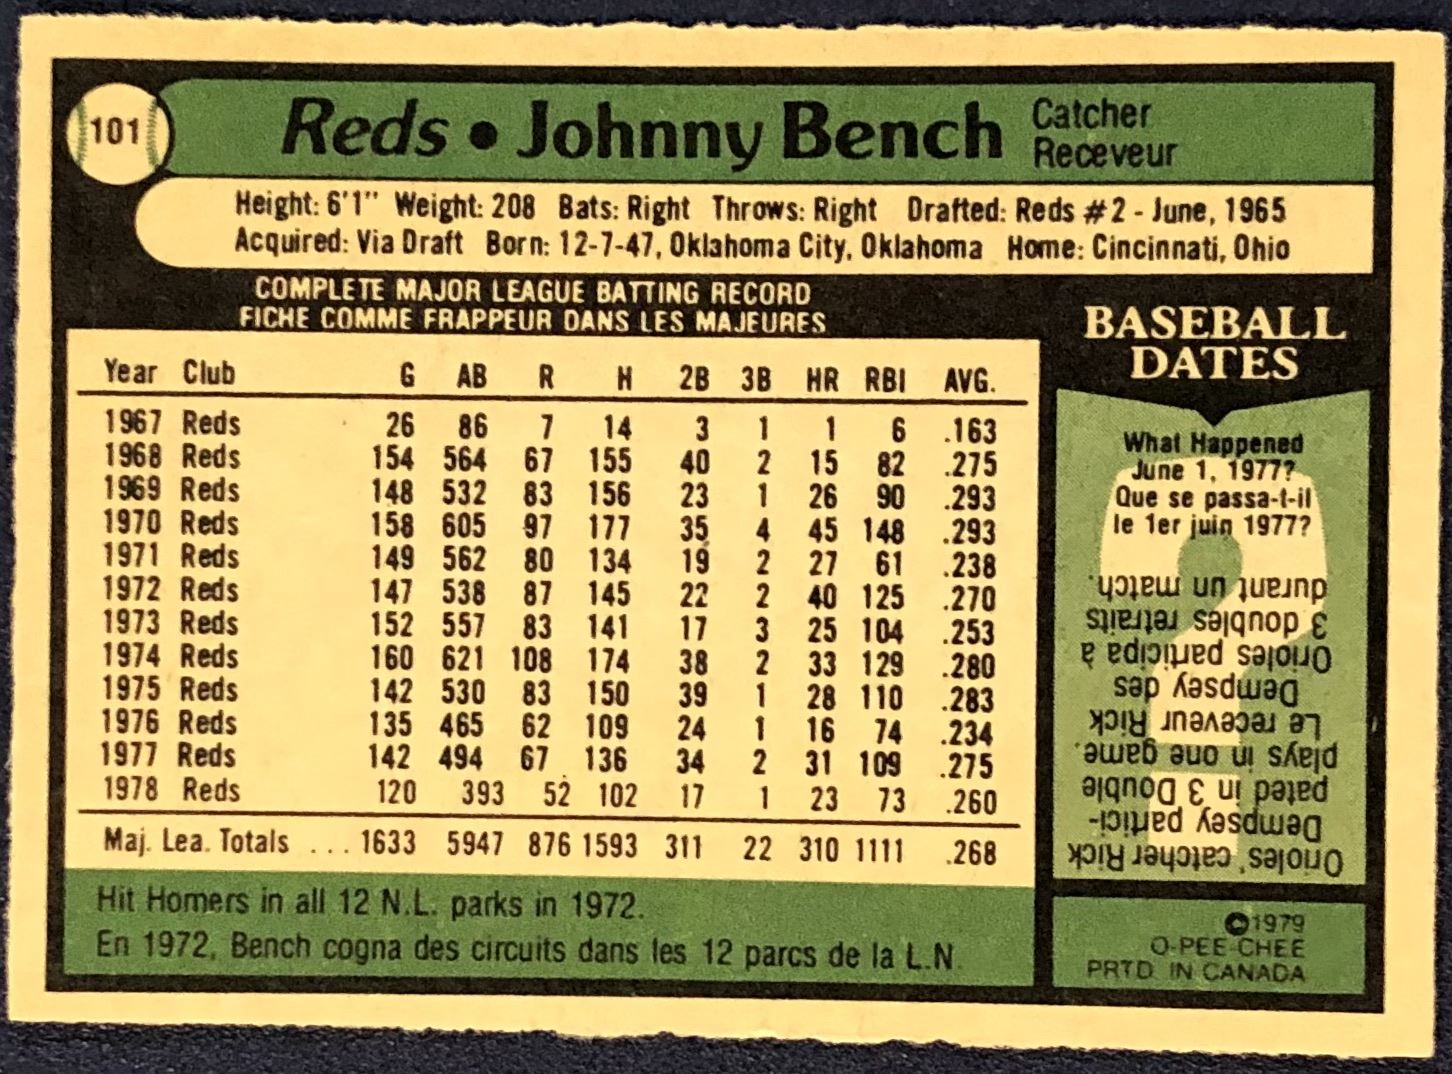 101
Reds • Johnny Bench
Catcher
Receveur
Height: 6'1" Weight: 208 Bats: Right Throws: Right Drafted: Reds #2 - June, 1965
Acquired: Via Draft Born: 12-7-47, Oklahoma City, Oklahoma Home: Cincinnati, Ohio
COMPLETE MAJOR LEAGUE BATTING RECORD
FICHE COMME FRAPPEUR DANS LES MAJEURES
Year Club G AB R H 2B 3B HR RBI AVG.
1967 Reds 26 86 7 14 3 1 1 6 .163
1968 Reds 154 564 67 155 40 2 15 82 .275
1969 Reds 148 532 83 156 23 1 26 90 .293
1970 Reds 158 605 97 177 35 4 45 148 .293
1971 Reds 149 562 80 134 19 2 27 61 .238
1972 Reds 147 538 87 145 22 2 40 125 .270
1973 Reds 152 557 83 141 17 3 25 104 .253
1974 Reds 160 621 108 174 38 2 33 129 .280
1975 Reds 142 530 83 150 39 1 28 110 .283
1976 Reds 135 465 62 109 24 1 16 74 .234
1977 Reds 142 494 67 136 34 2 31 109 .275
1978 Reds 120 393 52 102 17 1 23 73 .260
Maj. Lea. Totals ... 1633 5947 876 1593 311 22 310 1111 .268
Hit Homers in all 12 N.L. parks in 1972.
En 1972, Bench cogna des circuits dans les 12 parcs de la L.N
BASEBALL
DATES
What Happened
June 1, 1977?
Que se passa-t-il
le 1er juin 1977?
Orioles' catcher Rick
Dempsey partici-
pated in 3 Double
plays in one game.
Le receveur Rick
Dempsey des
Orioles participa à
3 doubles retraits
durant un match.
©1979
O-PEE-CHEE
PRTD. IN CANADA